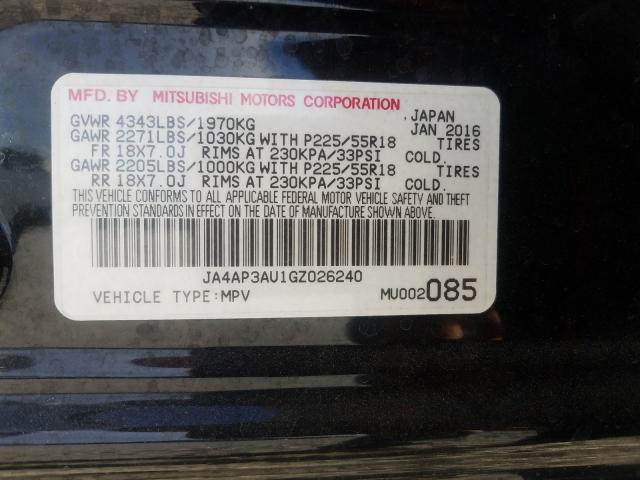 MFD. BY MITSUBISHI MOTORS CORPORATION
GVWR 4343LBS/1970KG , JAPAN JAN 2016
GAWR 2271LBS/1030KG WITH P225/55R18 TIRES
FR 18X7.0J RIMS AT 230KPA/33PSI COLD.
GAWR 2205LBS/1000KG WITH P225/55R18 TIRES
RR 18X7.0J RIMS AT 230KPA/33PSI COLD.
THIS VEHICLE CONFORMS TO ALL APPLICABLE FEDERAL MOTOR VEHICLE SAFETY AND THEFT
PREVENTION STANDARDS IN EFFECT ON THE DATE OF MANUFACTURE SHOWN ABOVE.
JA4AP3AU1GZ026240
VEHICLE TYPE:MPV MU002085